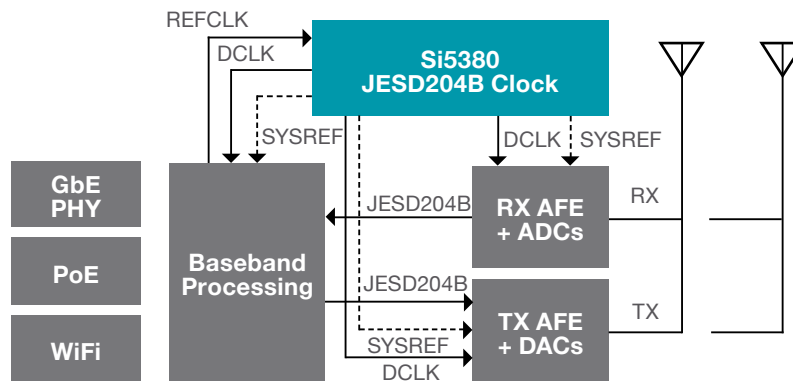 REFCLK
DCLK
Si5380
JESD204B Clock
SYSREF
DCLK
SYSREF
GbE
PHY
PoE
WiFi
Baseband
Processing
JESD204B
RX AFE
+ ADCs
RX
JESD204B
TX AFE
+ DACs
TX
SYSREF
DCLK